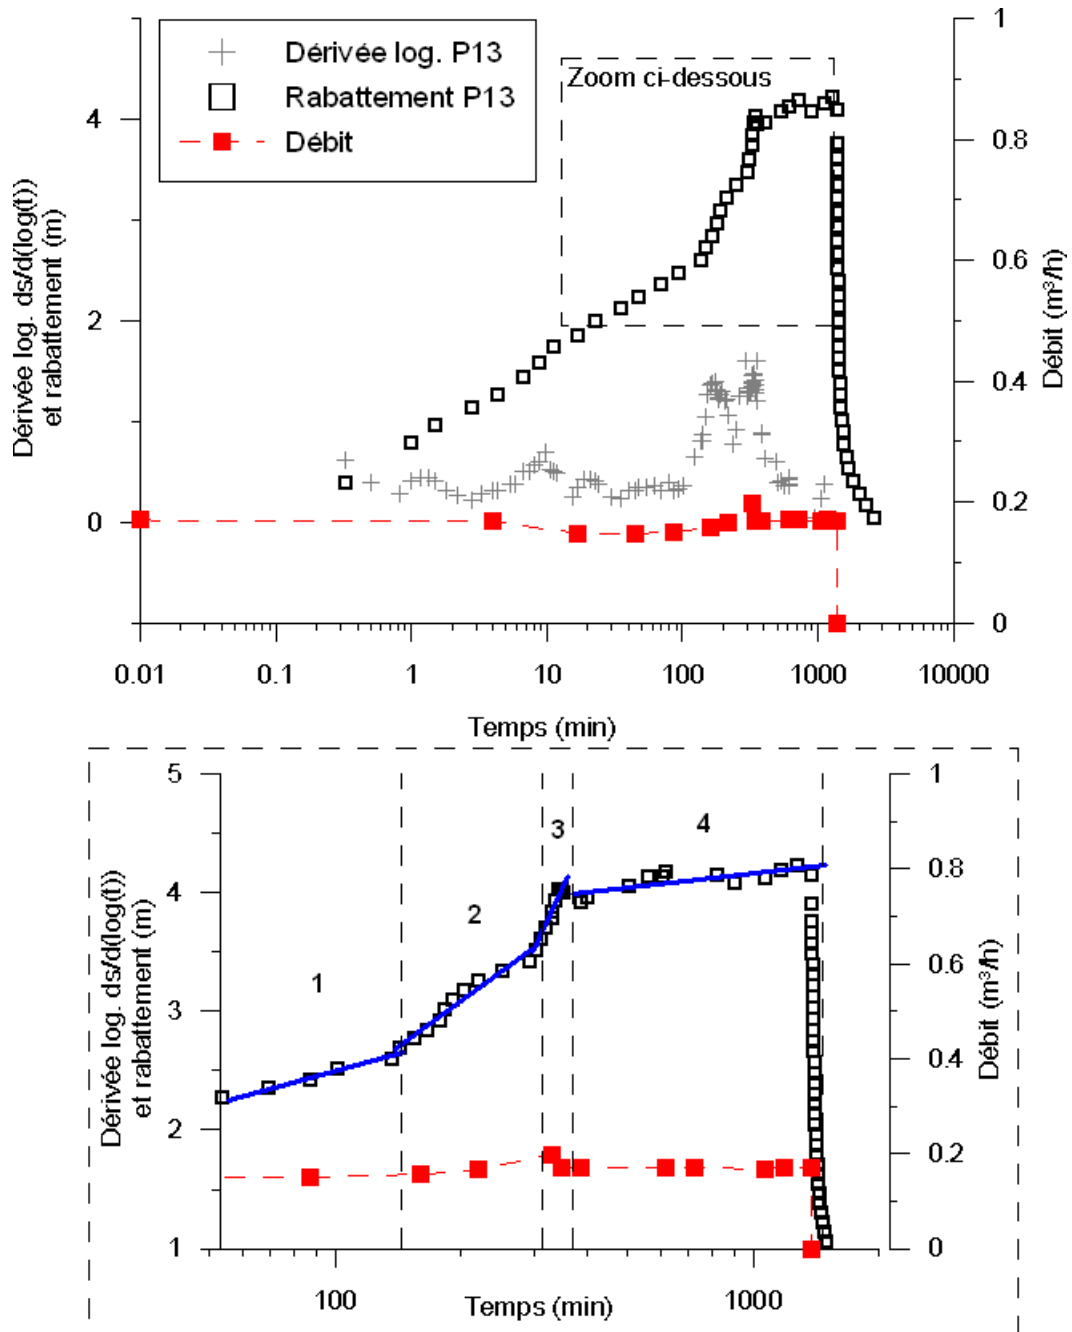 Dérivée log. P13
Rabattement P13
Débit
Zoom ci-dessous
4
2
0
Dérivée log. ds/d(log(t))
et rabattement (m)
1
0.8
0.6
0.4
0.2
0
Débit (m³/h)
0.01 0.1 1 10 100 1000 10000
Temps (min)
5
4
3
2
1
Dérivée log. ds/d(log(t))
et rabattement (m)
1
2
3
4
1
0.8
0.6
0.4
0.2
0
Débit (m³/h)
100 1000
Temps (min)